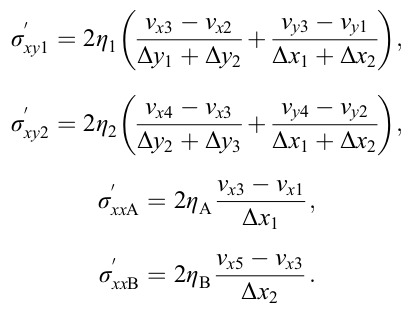 σ′xy1 = 2η1 ( (vx3 − vx2)/(Δy1 + Δy2) + (vy3 − vy1)/(Δx1 + Δx2) ),
σ′xy2 = 2η2 ( (vx4 − vx3)/(Δy2 + Δy3) + (vy4 − vy2)/(Δx1 + Δx2) ),
σ′xxA = 2ηA (vx3 − vx1)/Δx1 ,
σ′xxB = 2ηB (vx5 − vx3)/Δx2 .